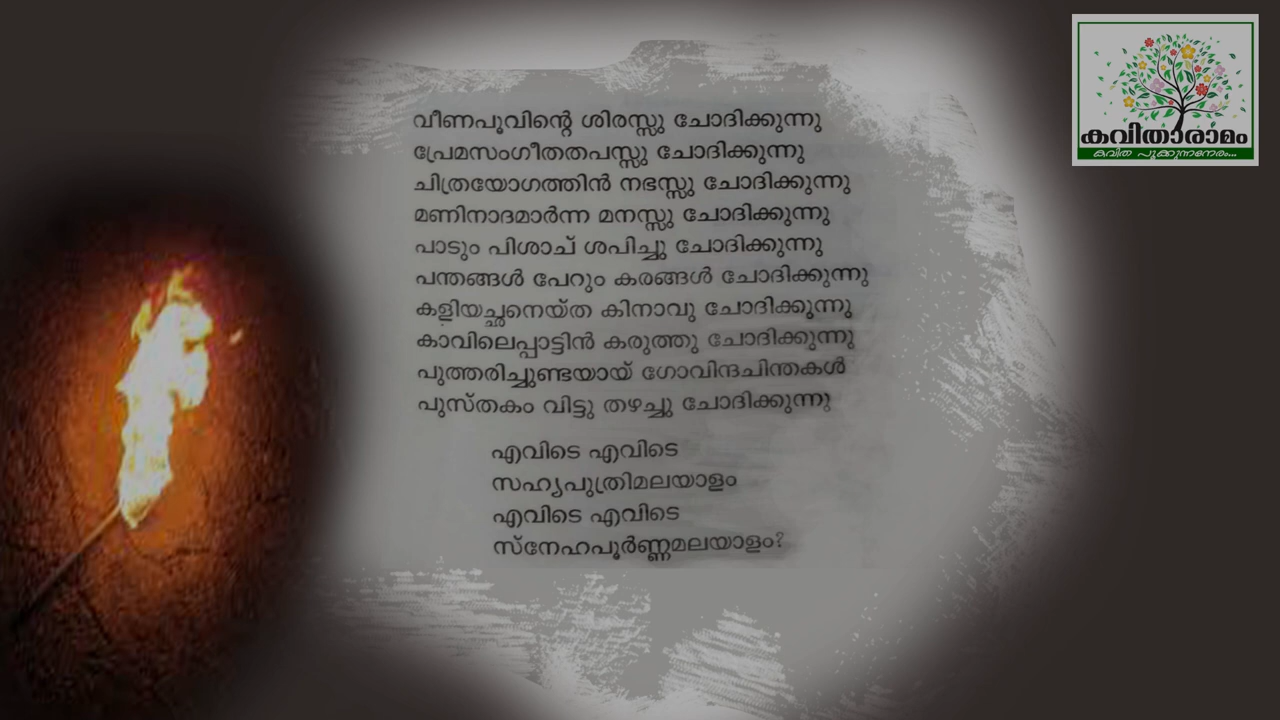 വീണപൂവിന്റെ ശിരസ്സു ചോദിക്കുന്നു
പ്രേമസംഗീതതപസ്സു ചോദിക്കുന്നു
ചിത്രയോഗത്തിൻ നഭസ്സു ചോദിക്കുന്നു
മണിനാദമാർന്ന മനസ്സു ചോദിക്കുന്നു
പാടും പിശാച് ശപിച്ചു ചോദിക്കുന്നു
പന്തങ്ങൾ പേറും കരങ്ങൾ ചോദിക്കുന്നു
കളിയച്ഛനെയ്ത കിനാവു ചോദിക്കുന്നു
കാവിലെപ്പാട്ടിൻ കരുത്തു ചോദിക്കുന്നു
പുത്തരിച്ചുണ്ടയായ് ഗോവിന്ദചിന്തകൾ
പുസ്തകം വിട്ടു തഴച്ചു ചോദിക്കുന്നു
എവിടെ എവിടെ
സഹ്യപുത്രിമലയാളം
എവിടെ എവിടെ
സ്നേഹപൂർണ്ണമലയാളം?
കവിതാരാമം
കവിത പൂക്കുന്നനേരം...